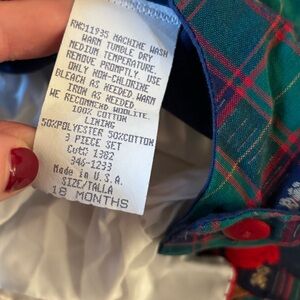 RN#11935 MACHINE WASH
WARM TUMBLE DRY
MEDIUM TEMPERATURE.
REMOVE PROMPTLY. USE
ONLY NON-CHLORINE
BLEACH AS NEEDED. WARM
IRON AS NEEDED.
WE RECOMMEND WOOLITE.
100% COTTON
LINING
50%POLYESTER 50%COTTON
3 PIECE SET
Cut# 1382
346-1233
Made in U.S.A.
SIZE/TALLA
18 MONTHS